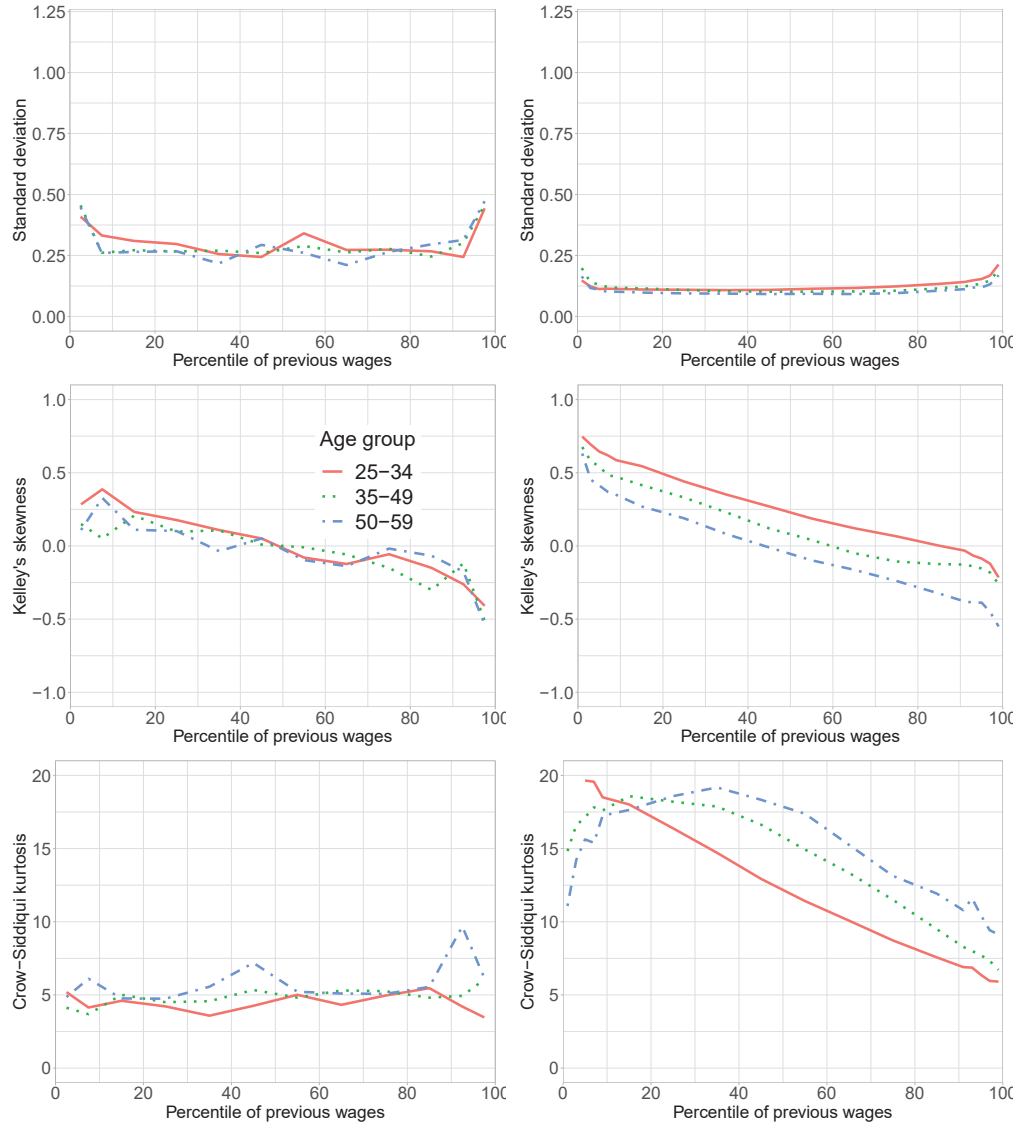 Standard deviation
1.25
1.00
0.75
0.50
0.25
0.00
0 20 40 60 80 100
Percentile of previous wages
Standard deviation
1.25
1.00
0.75
0.50
0.25
0.00
0 20 40 60 80 100
Percentile of previous wages
Kelley's skewness
1.0
0.5
0.0
−0.5
−1.0
Age group
25−34
35−49
50−59
0 20 40 60 80 100
Percentile of previous wages
Kelley's skewness
1.0
0.5
0.0
−0.5
−1.0
0 20 40 60 80 100
Percentile of previous wages
Crow−Siddiqui kurtosis
20
15
10
5
0
0 20 40 60 80 100
Percentile of previous wages
Crow−Siddiqui kurtosis
20
15
10
5
0
0 20 40 60 80 100
Percentile of previous wages